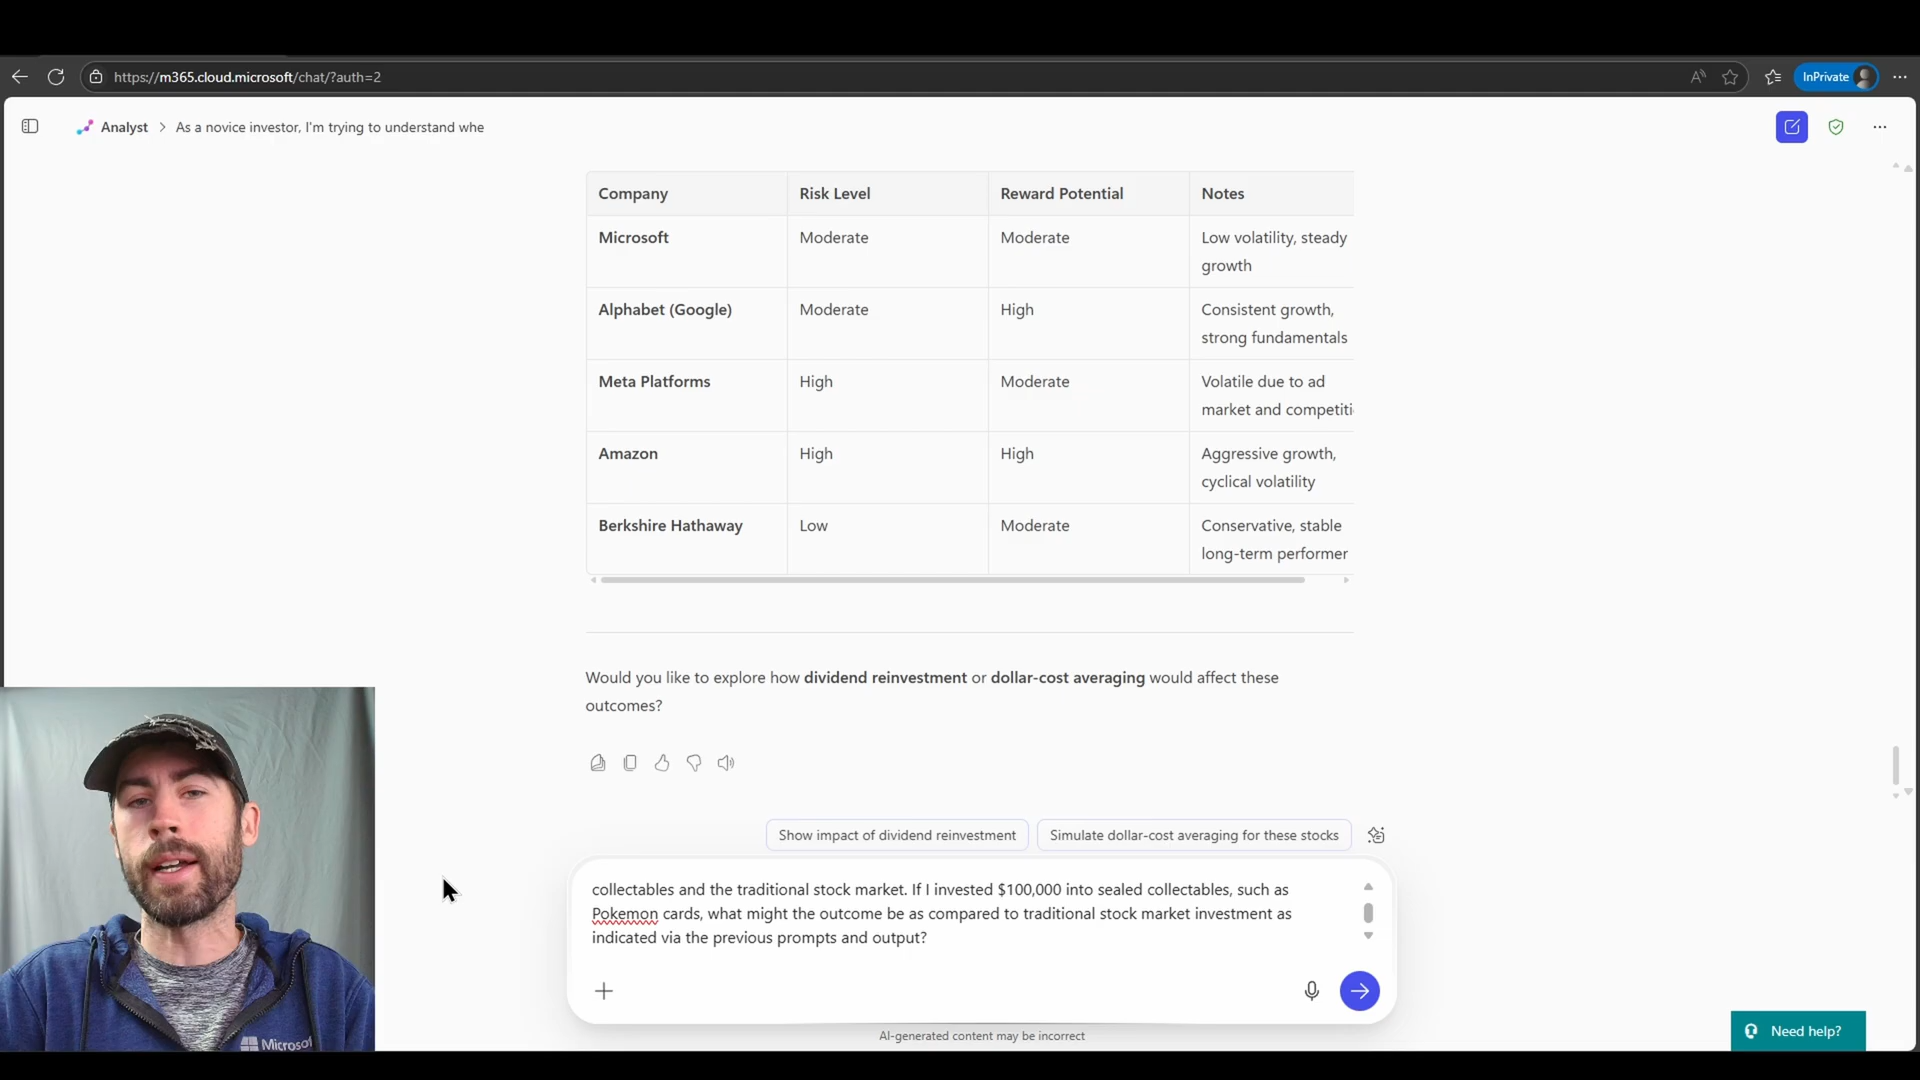 https://m365.cloud.microsoft/chat/?auth=2
InPrivate
Analyst > As a novice investor, I'm trying to understand whe
Company Risk Level Reward Potential Notes
Microsoft Moderate Moderate Low volatility, steady
growth
Alphabet (Google) Moderate High Consistent growth,
strong fundamentals
Meta Platforms High Moderate Volatile due to ad
market and competiti
Amazon High High Aggressive growth,
cyclical volatility
Berkshire Hathaway Low Moderate Conservative, stable
long-term performer
Would you like to explore how dividend reinvestment or dollar-cost averaging would affect these
outcomes?
Show impact of dividend reinvestment Simulate dollar-cost averaging for these stocks
collectables and the traditional stock market. If I invested $100,000 into sealed collectables, such as
Pokemon cards, what might the outcome be as compared to traditional stock market investment as
indicated via the previous prompts and output?
AI-generated content may be incorrect
Need help?
Microsof